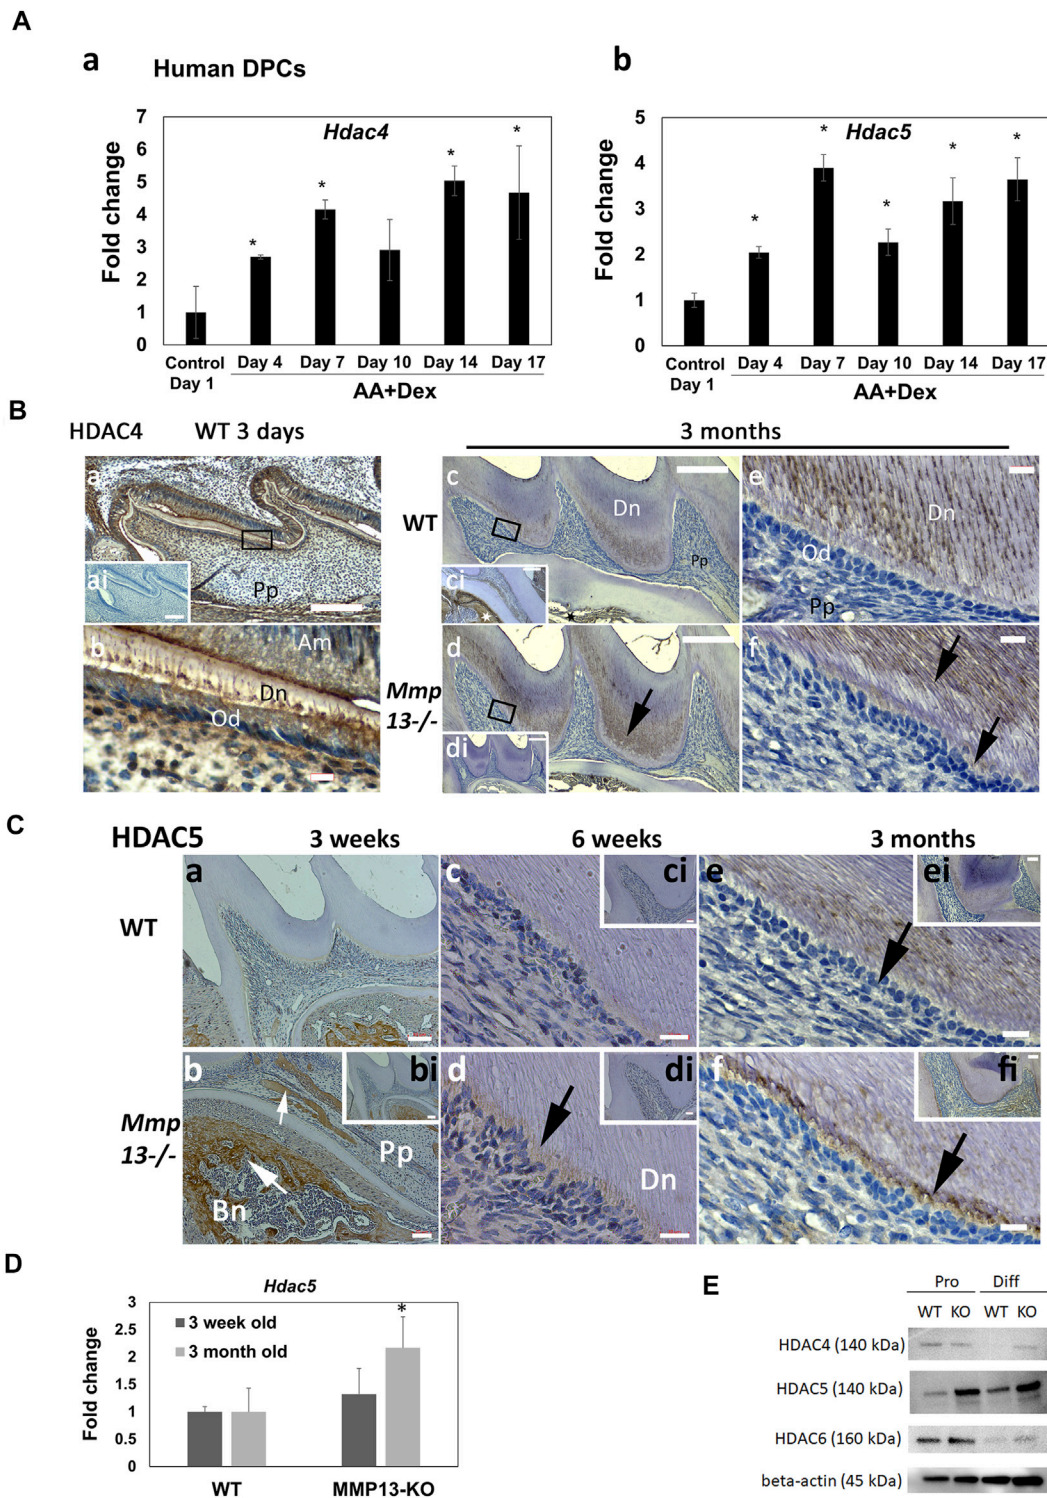 A
a Human DPCs
Hdac4
Fold change
7
6
5
4
3
2
1
0
*
*
*
*
Control Day 1
Day 4 Day 7 Day 10 Day 14 Day 17
AA+Dex
b
Hdac5
Fold change
5
4
3
2
1
0
*
*
*
*
*
Control Day 1
Day 4 Day 7 Day 10 Day 14 Day 17
AA+Dex
B
HDAC4 WT 3 days
3 months
a
Pp
ai
b
Am
Dn
Od
WT
c
Dn
Pp
ci
e
Dn
Od
Pp
Mmp
13-/-
d
di
f
C
HDAC5 3 weeks 6 weeks 3 months
WT
a
c
ci
e
ei
Mmp
13-/-
b
bi
Pp
Bn
d
di
Dn
f
fi
D
Hdac5
Fold change
3
2.5
2
1.5
1
0.5
0
3 week old
3 month old
*
WT MMP13-KO
E
Pro Diff
WT KO WT KO
HDAC4 (140 kDa)
HDAC5 (140 kDa)
HDAC6 (160 kDa)
beta-actin (45 kDa)